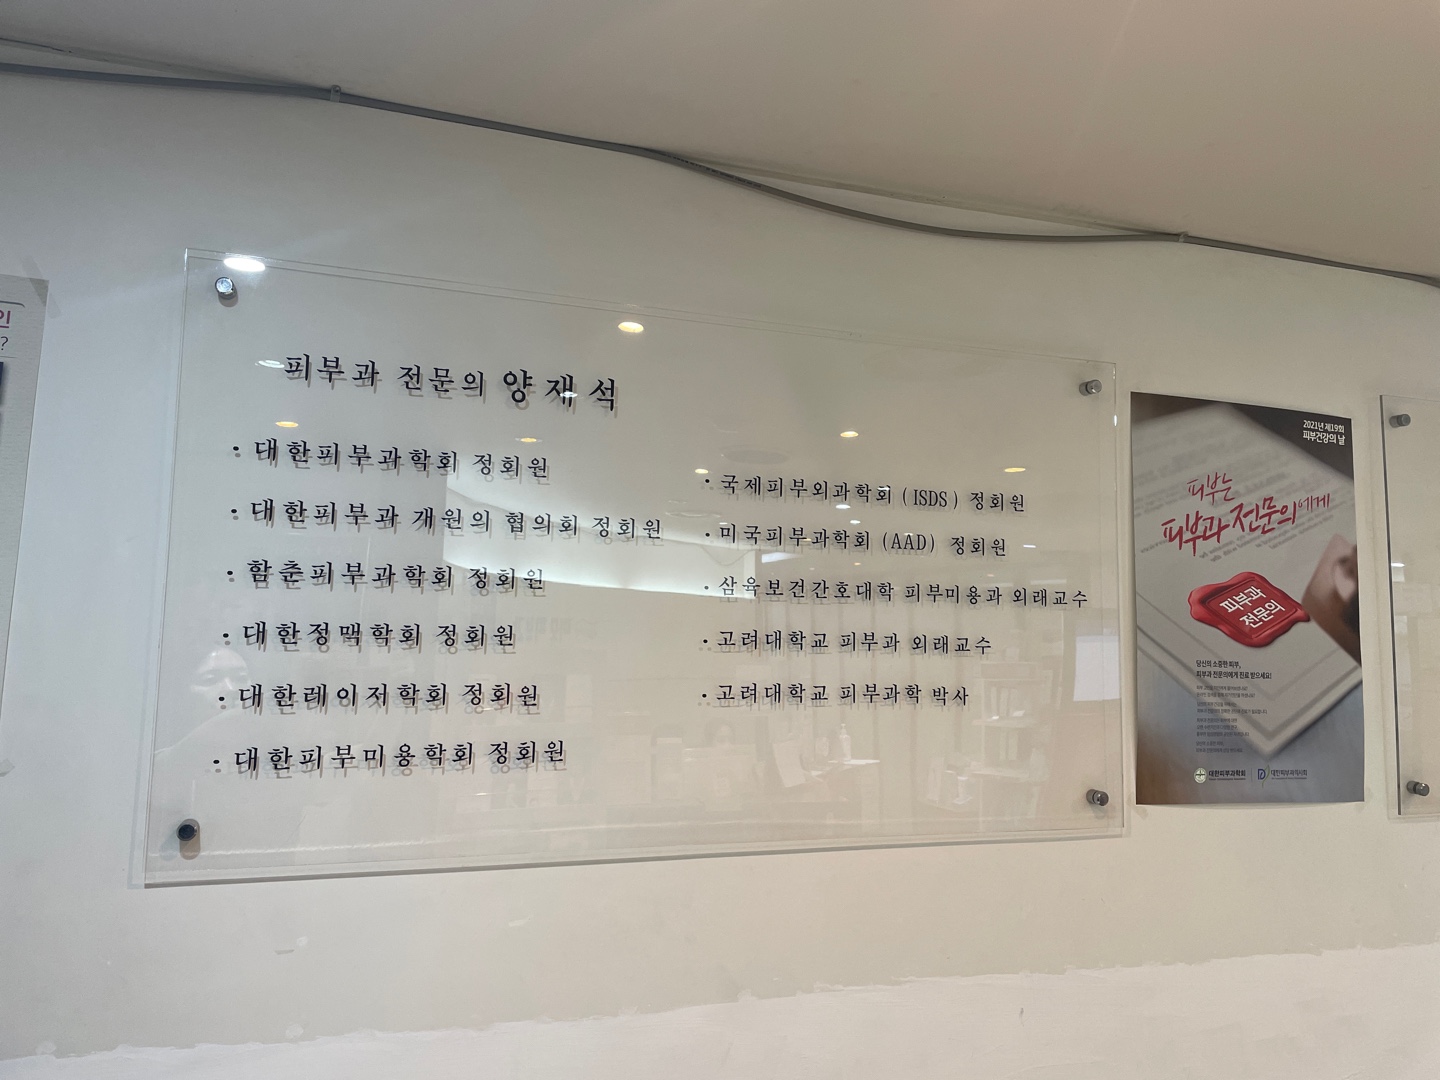 인
?
피부과 전문의 양재석
· 대한피부과학회 정회원
· 대한피부과 개원의 협의회 정회원
· 함춘피부과학회 정회원
· 대한정맥학회 정회원
· 대한레이저학회 정회원
· 대한피부미용학회 정회원
· 국제피부외과학회 (ISDS) 정회원
· 미국피부과학회 (AAD) 정회원
· 삼육보건간호대학 피부미용과 외래교수
· 고려대학교 피부과 외래교수
· 고려대학교 피부과학 박사
2021년 제19회
피부건강의 날
피부는
피부과 전문의에게
피부과
전문의
당신의 소중한 피부,
피부과 전문의에게 진료 받으세요!
대한피부과학회
대한피부과의사회